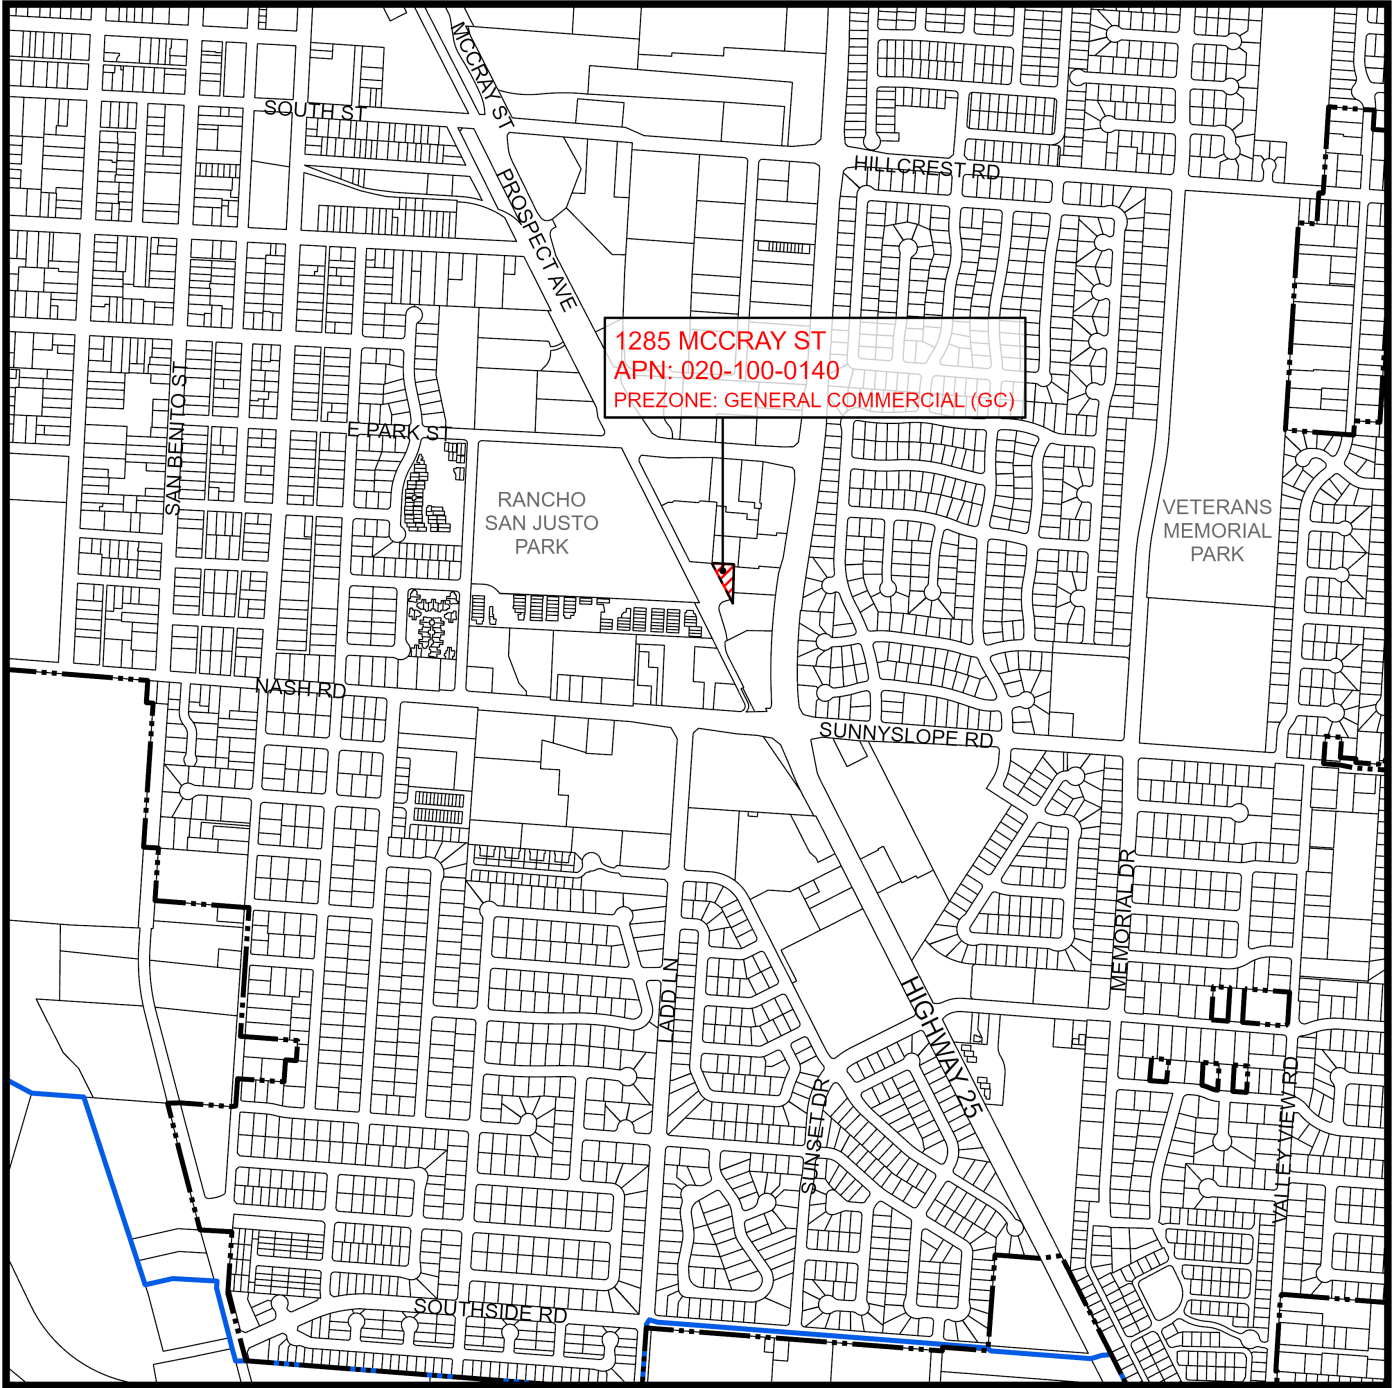 MCCRAY ST
SOUTH ST
HILLCREST RD
PROSPECT AVE
1285 MCCRAY ST
APN: 020-100-0140
PREZONE: GENERAL COMMERCIAL (GC)
SAN BENITO ST
E PARK ST
RANCHO
SAN JUSTO
PARK
VETERANS
MEMORIAL
PARK
NASH RD
SUNNYSLOPE RD
MEMORIAL DR
LADD LN
HIGHWAY 25
SUNSET DR
VALLEY VIEW RD
SOUTHSIDE RD